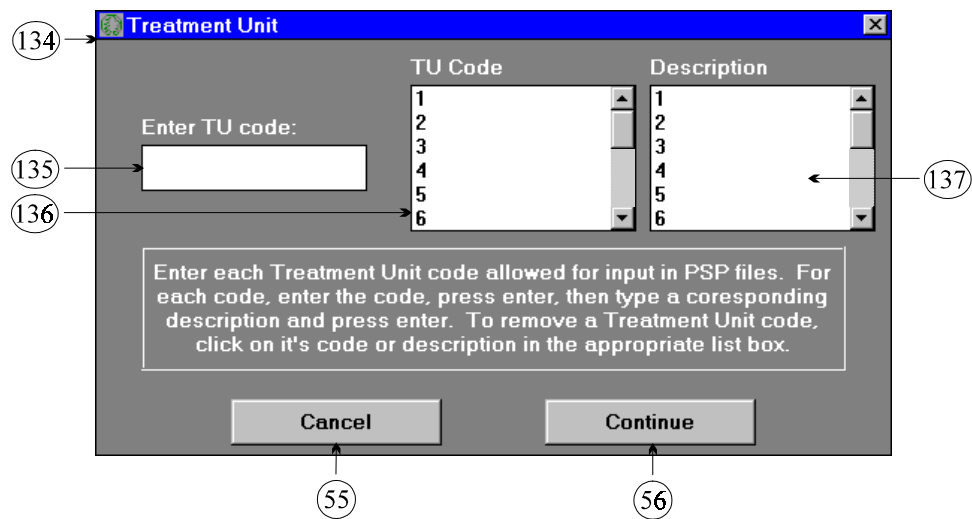 134
Treatment Unit
TU Code
Description
Enter TU code:
1
2
3
4
5
6
1
2
3
4
5
6
135
136
137
Enter each Treatment Unit code allowed for input in PSP files. For
each code, enter the code, press enter, then type a coresponding
description and press enter. To remove a Treatment Unit code,
click on it's code or description in the appropriate list box.
Cancel
Continue
55
56